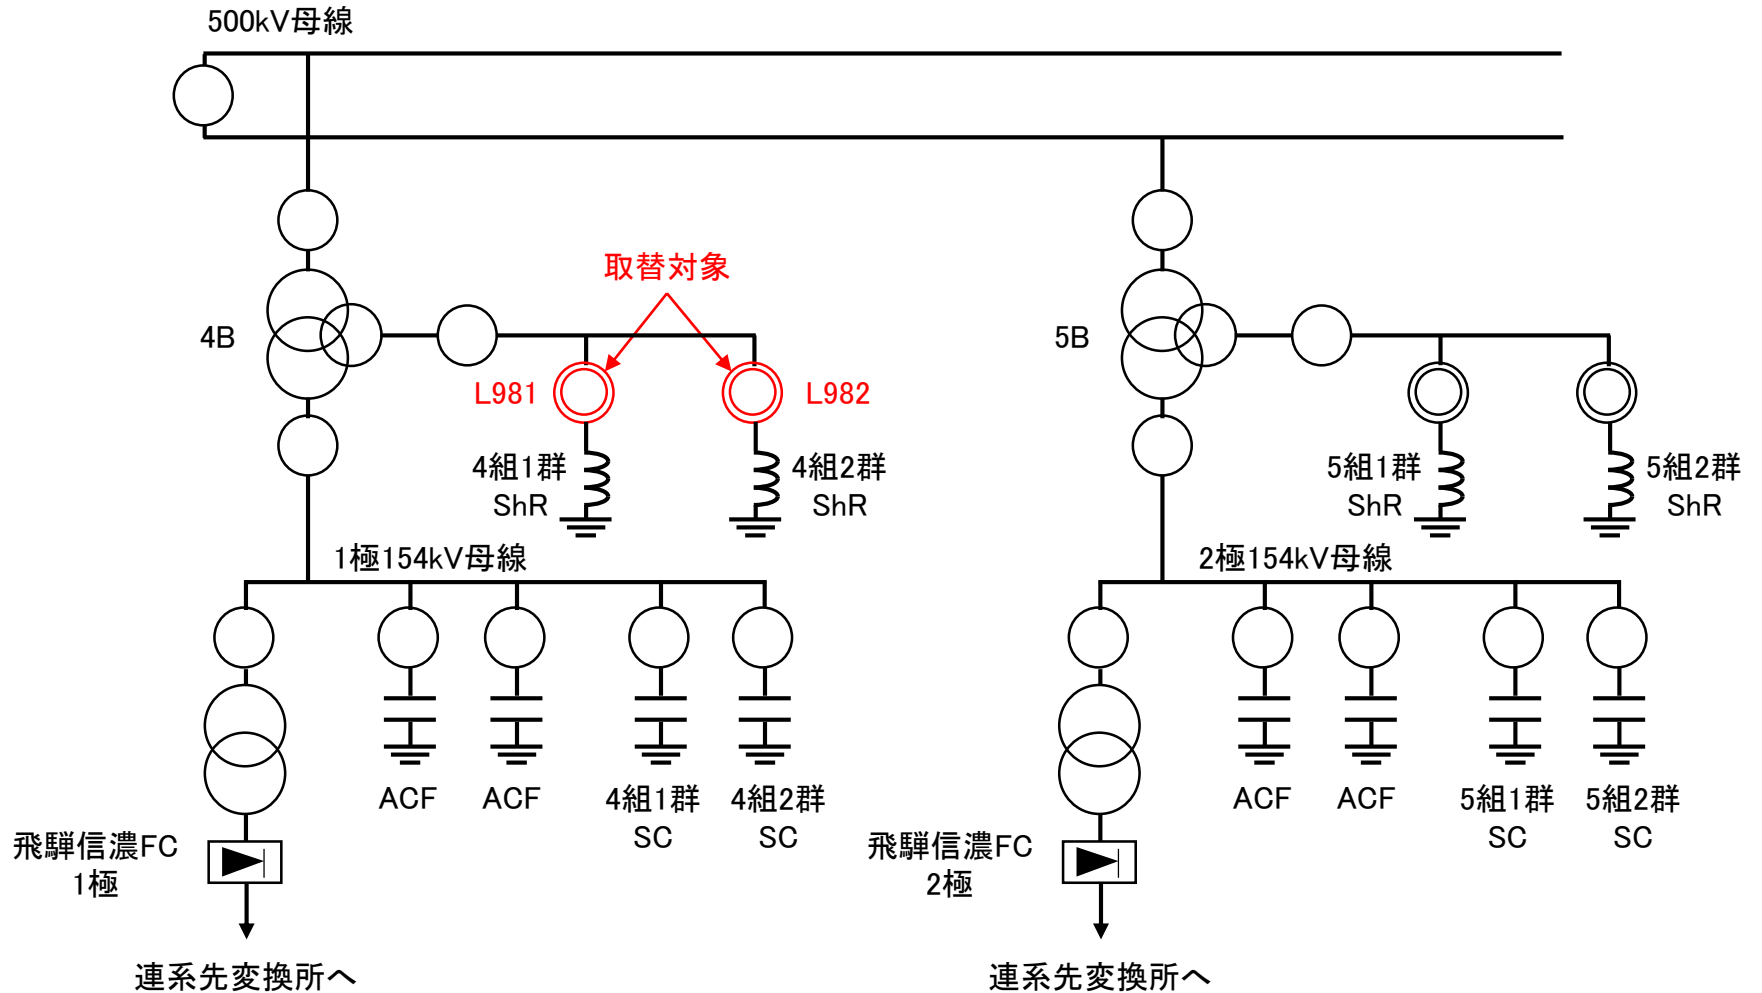 500kV母線
取替対象
4B
5B
L981
L982
4組1群
ShR
4組2群
ShR
5組1群
ShR
5組2群
ShR
1極154kV母線
2極154kV母線
ACF
ACF
4組1群
SC
4組2群
SC
ACF
ACF
5組1群
SC
5組2群
SC
飛騨信濃FC
1極
飛騨信濃FC
2極
連系先変換所へ
連系先変換所へ